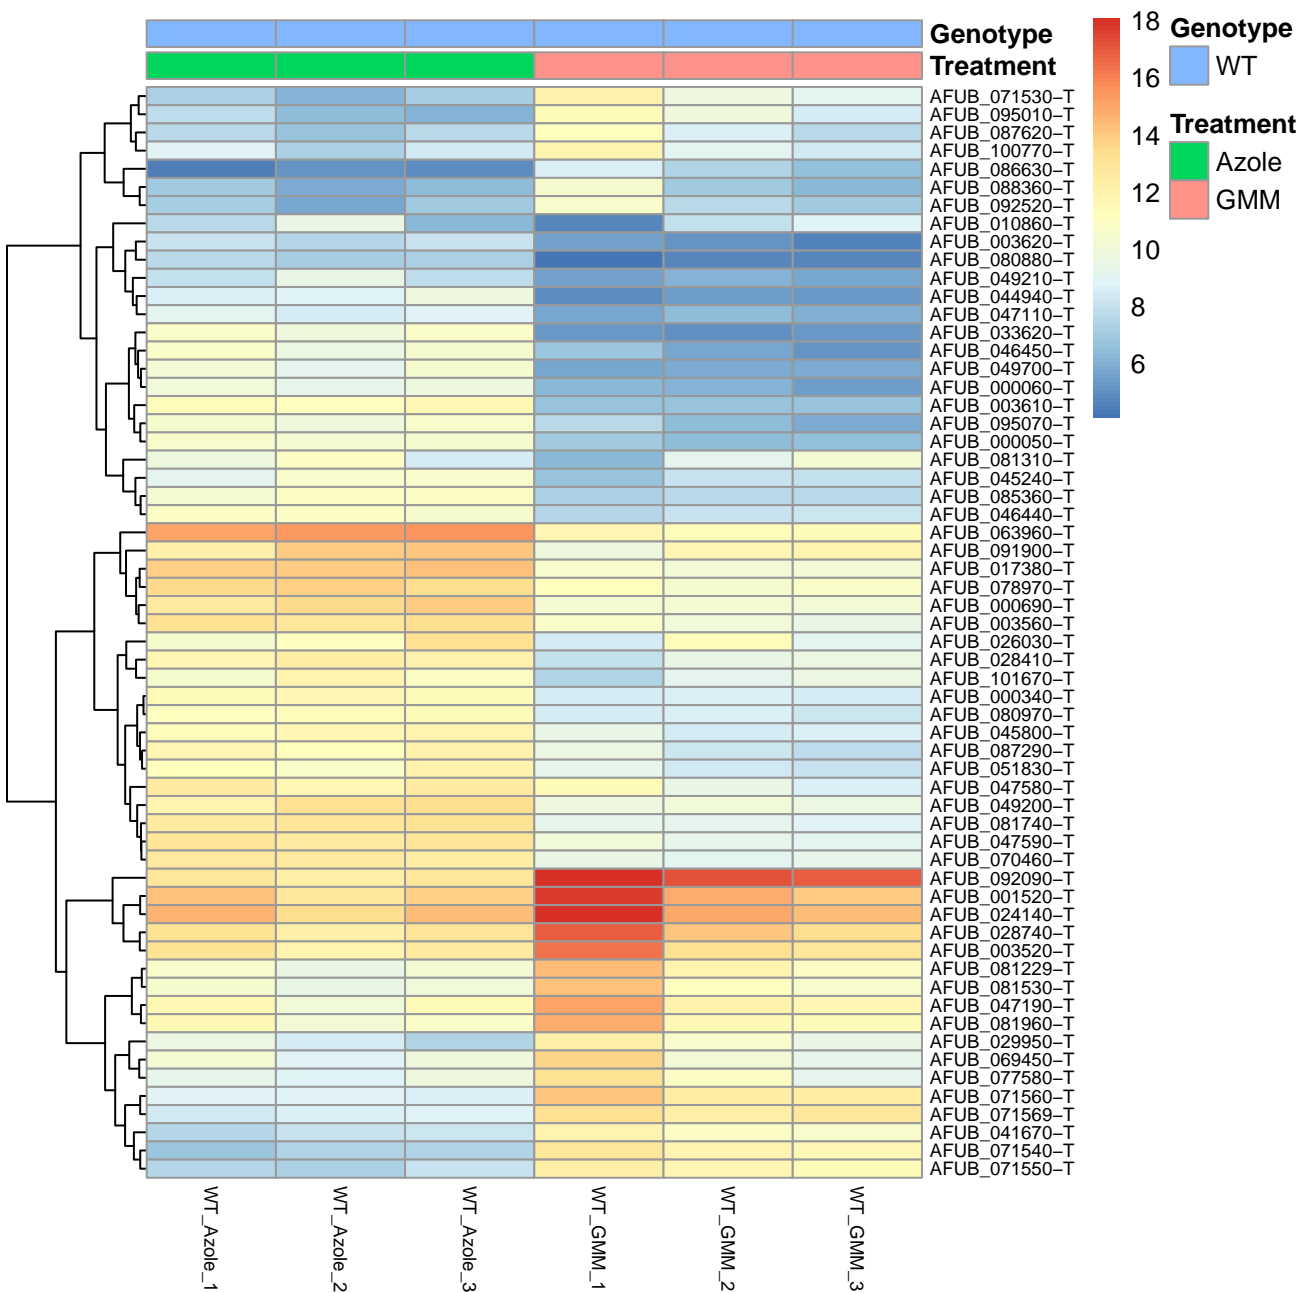 Genotype
Treatment
AFUB_071530−T
AFUB_095010−T
AFUB_087620−T
AFUB_100770−T
AFUB_086630−T
AFUB_088360−T
AFUB_092520−T
AFUB_010860−T
AFUB_003620−T
AFUB_080880−T
AFUB_049210−T
AFUB_044940−T
AFUB_047110−T
AFUB_033620−T
AFUB_046450−T
AFUB_049700−T
AFUB_000060−T
AFUB_003610−T
AFUB_095070−T
AFUB_000050−T
AFUB_081310−T
AFUB_045240−T
AFUB_085360−T
AFUB_046440−T
AFUB_063960−T
AFUB_091900−T
AFUB_017380−T
AFUB_078970−T
AFUB_000690−T
AFUB_003560−T
AFUB_026030−T
AFUB_028410−T
AFUB_101670−T
AFUB_000340−T
AFUB_080970−T
AFUB_045800−T
AFUB_087290−T
AFUB_051830−T
AFUB_047580−T
AFUB_049200−T
AFUB_081740−T
AFUB_047590−T
AFUB_070460−T
AFUB_092090−T
AFUB_001520−T
AFUB_024140−T
AFUB_028740−T
AFUB_003520−T
AFUB_081229−T
AFUB_081530−T
AFUB_047190−T
AFUB_081960−T
AFUB_029950−T
AFUB_069450−T
AFUB_077580−T
AFUB_071560−T
AFUB_071569−T
AFUB_041670−T
AFUB_071540−T
AFUB_071550−T
WT_Azole_1
WT_Azole_2
WT_Azole_3
WT_GMM_1
WT_GMM_2
WT_GMM_3
18
16
14
12
10
8
6
Genotype
WT
Treatment
Azole
GMM